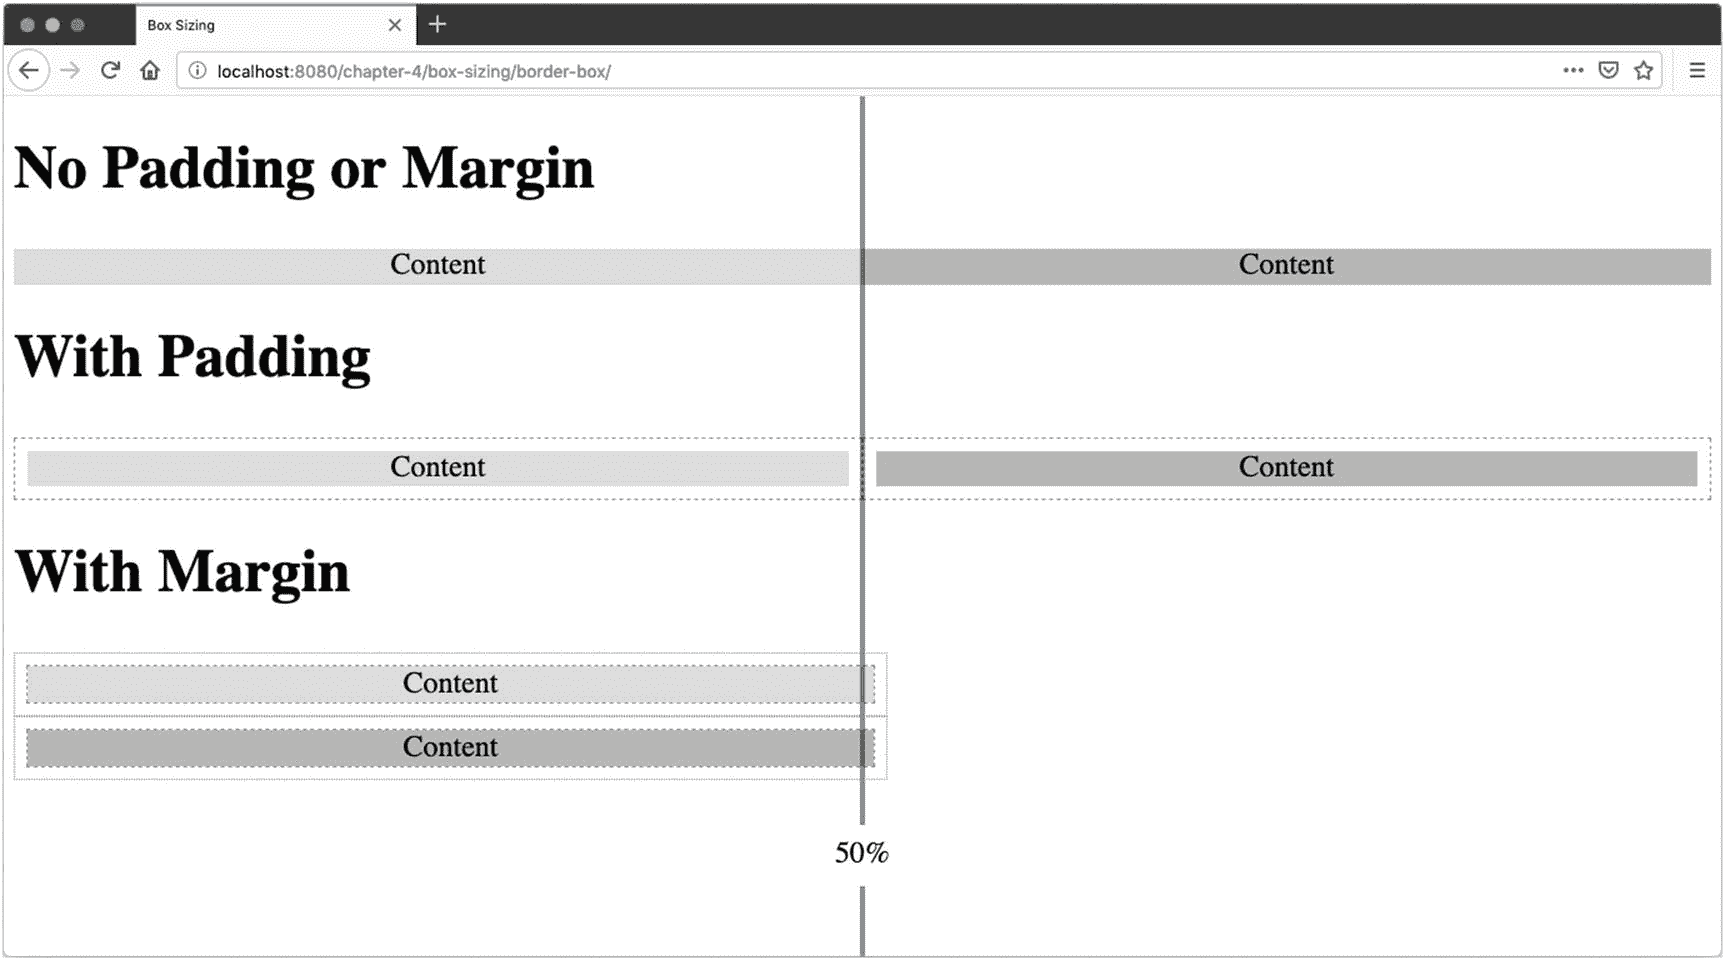 Box Sizing
localhost:8080/chapter-4/box-sizing/border-box/
No Padding or Margin
Content Content
With Padding
Content Content
With Margin
Content
Content
50%